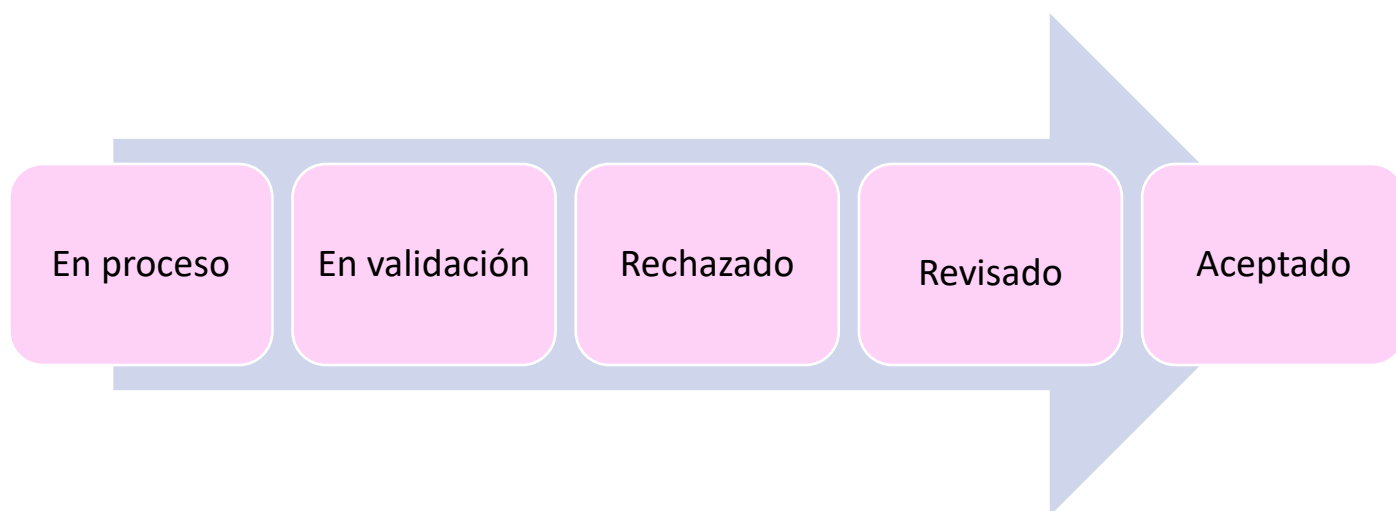 En proceso
En validación
Rechazado
Revisado
Aceptado